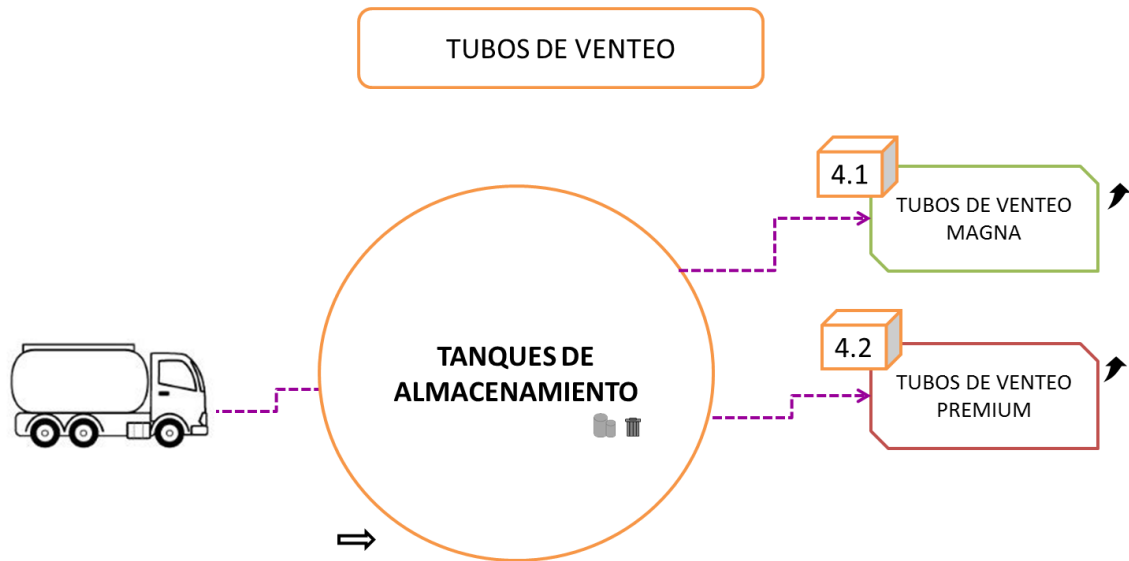 TUBOS DE VENTEO
4.1
TUBOS DE VENTEO
MAGNA
4.2
TUBOS DE VENTEO
PREMIUM
TANQUES DE
ALMACENAMIENTO